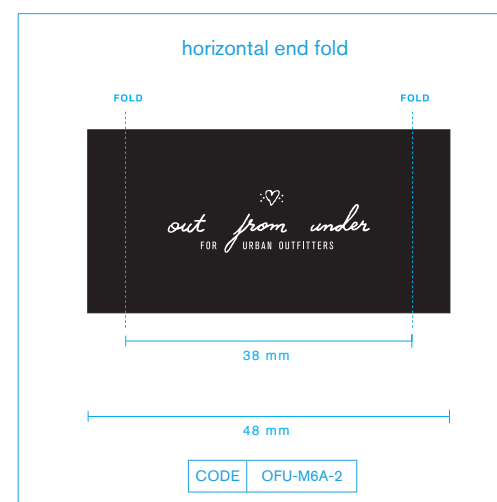 horizontal end fold
FOLD FOLD
out from under
FOR URBAN OUTFITTERS
38 mm
48 mm
CODE OFU-M6A-2